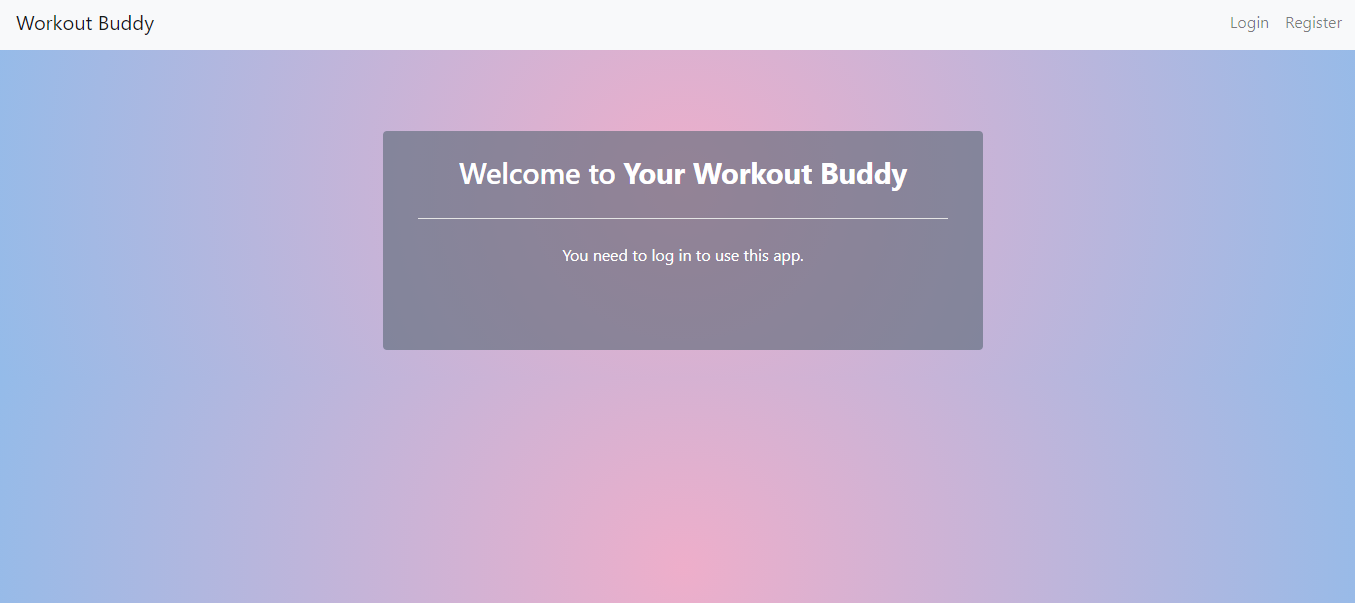 Workout Buddy
Login Register
Welcome to Your Workout Buddy
You need to log in to use this app.